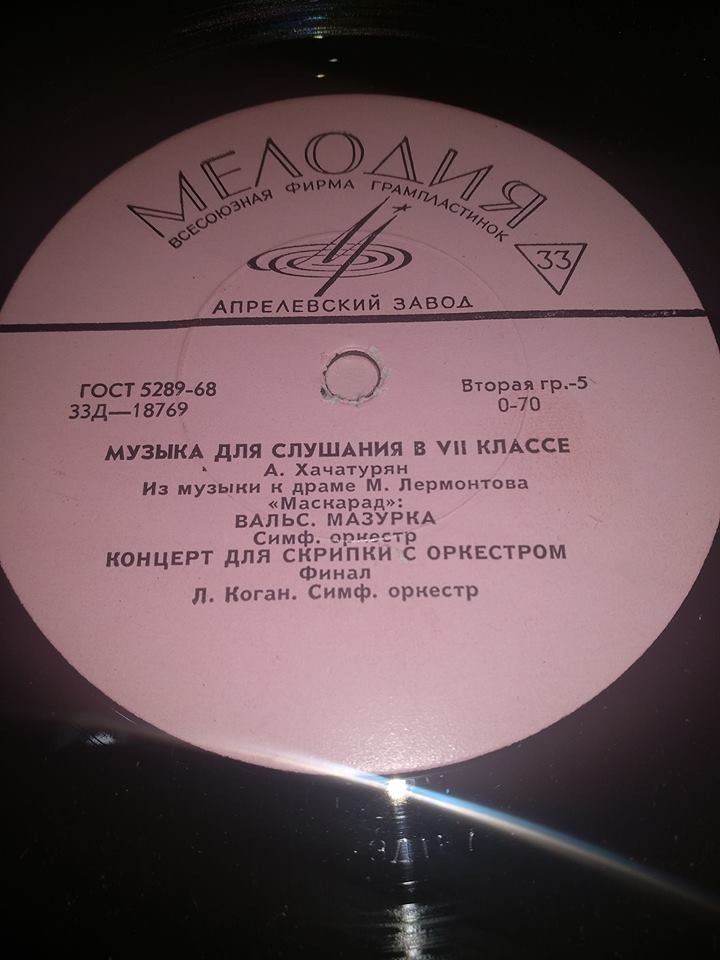 МЕЛОДИЯ
ВСЕСОЮЗНАЯ ФИРМА ГРАМПЛАСТИНОК
33
АПРЕЛЕВСКИЙ ЗАВОД
ГОСТ 5289-68 Вторая гр.-5
33Д—18769 0-70
МУЗЫКА ДЛЯ СЛУШАНИЯ В VII КЛАССЕ
А. Хачатурян
Из музыки к драме М. Лермонтова
«Маскарад»:
ВАЛЬС. МАЗУРКА
Симф. оркестр
КОНЦЕРТ ДЛЯ СКРИПКИ С ОРКЕСТРОМ
Финал
Л. Коган. Симф. оркестр